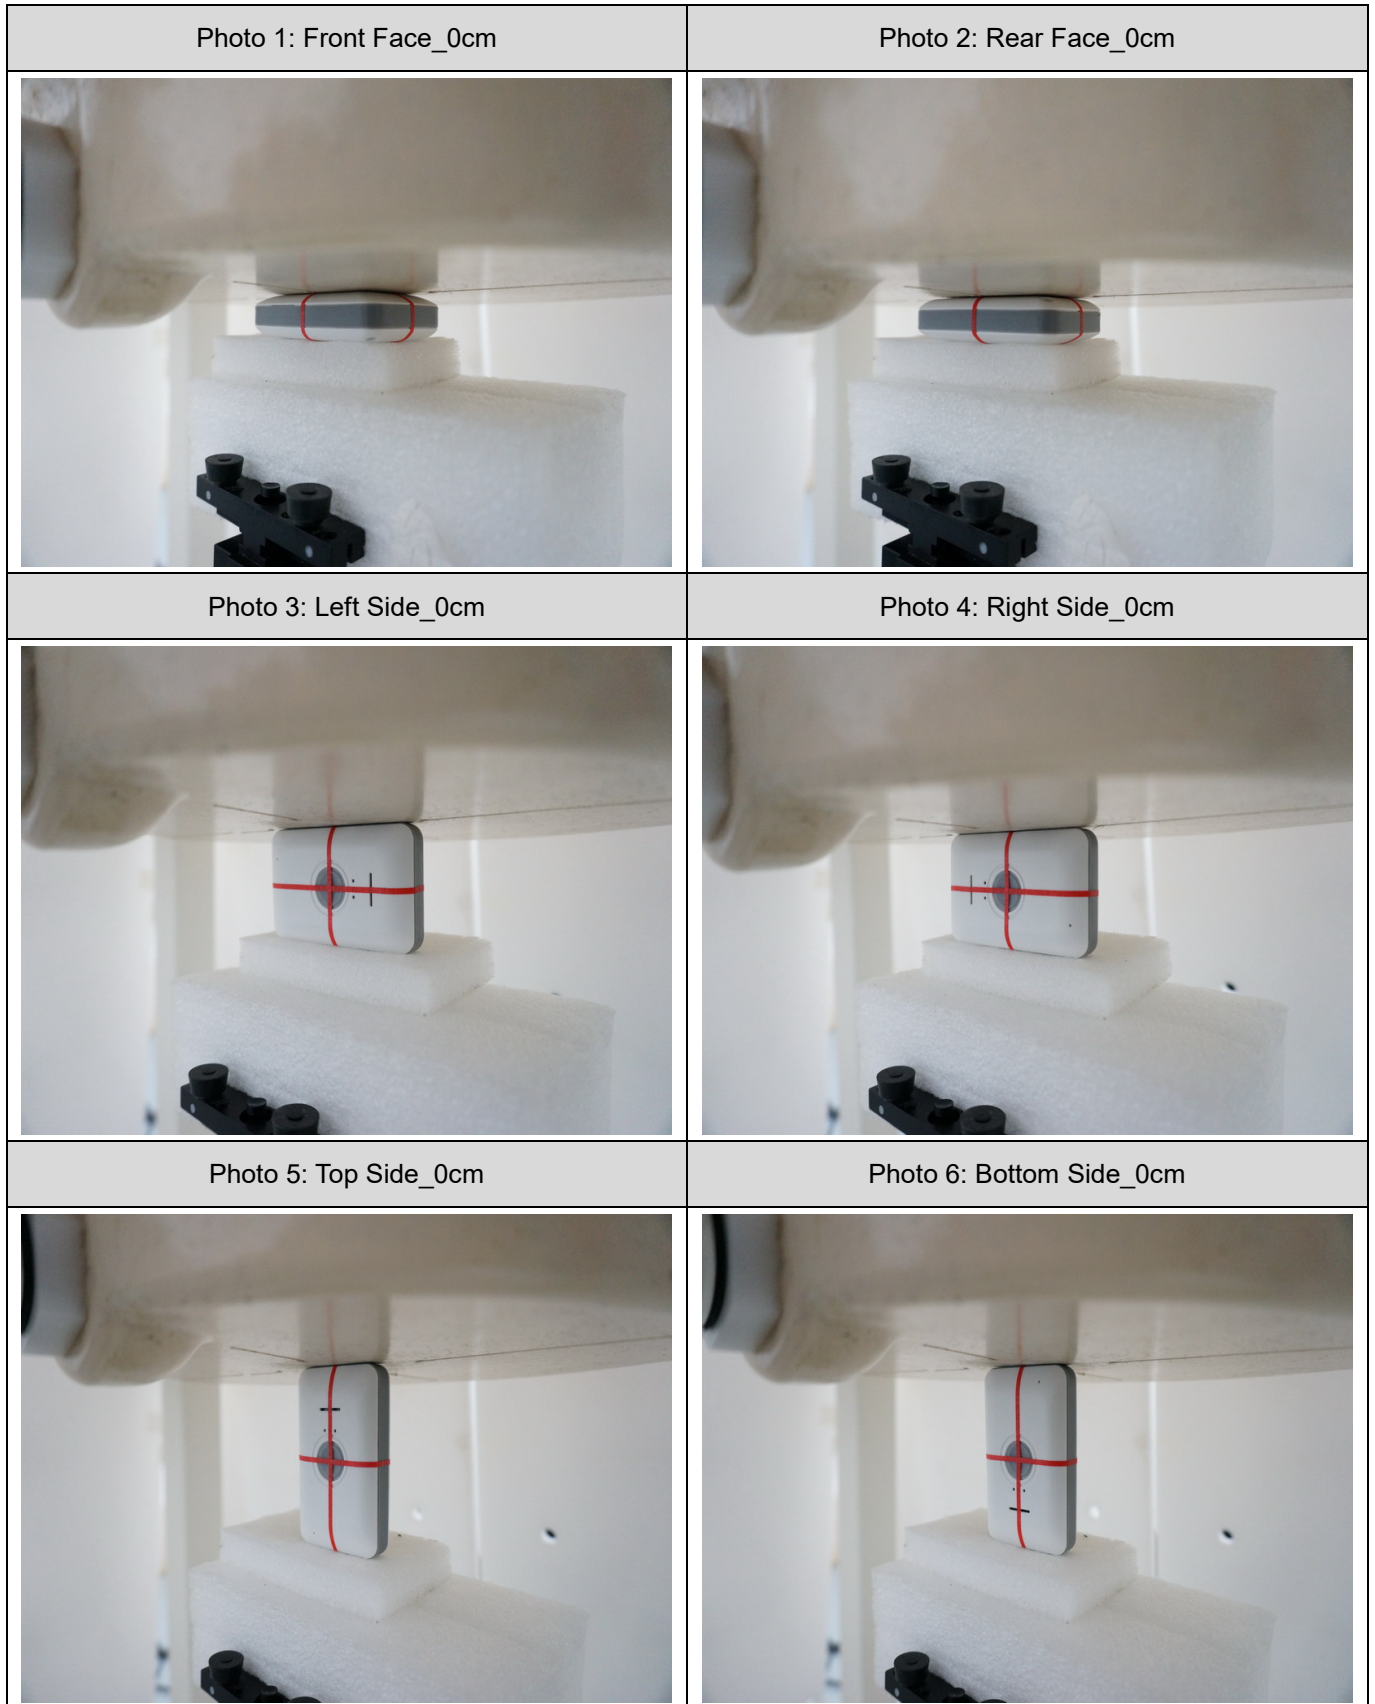 Photo 1: Front Face_0cm
Photo 2: Rear Face_0cm
Photo 3: Left Side_0cm
Photo 4: Right Side_0cm
Photo 5: Top Side_0cm
Photo 6: Bottom Side_0cm